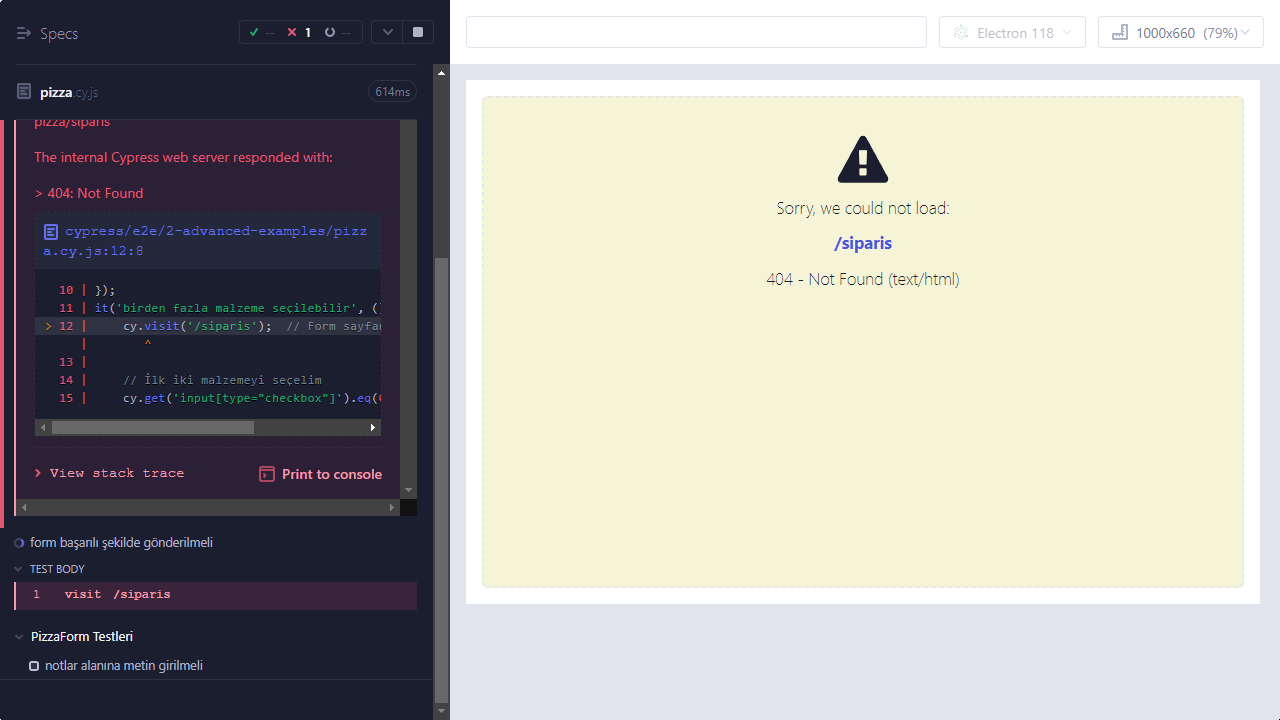 Specs
-- 1 --
pizza.cy.js
614ms
pizza/siparis
The internal Cypress web server responded with:
> 404: Not Found
cypress/e2e/2-advanced-examples/pizz
a.cy.js:12:8
10 | });
11 | it('birden fazla malzeme seçilebilir', ()
> 12 |     cy.visit('/siparis');  // Form sayfas
|        ^
13 |
14 |     // İlk iki malzemeyi seçelim
15 |     cy.get('input[type="checkbox"]').eq(
View stack trace
Print to console
form başarılı şekilde gönderilmeli
TEST BODY
1 visit /siparis
PizzaForm Testleri
notlar alanına metin girilmeli
Electron 118
1000x660 (79%)
Sorry, we could not load:
/siparis
404 - Not Found (text/html)